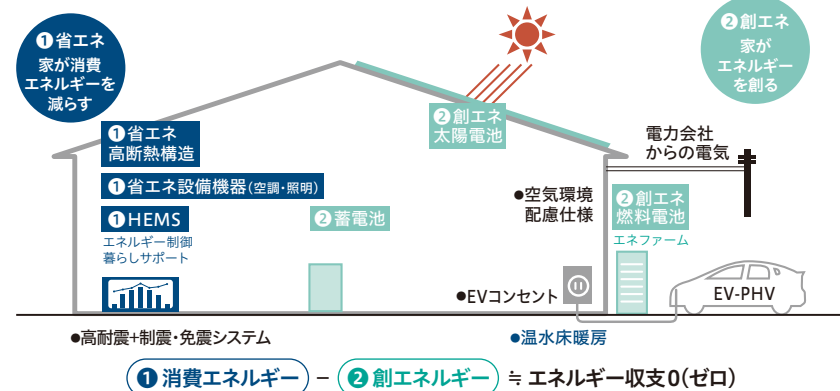 ❶省エネ
家が消費
エネルギーを
減らす
❷創エネ
家が
エネルギー
を創る
❷創エネ
太陽電池
電力会社
からの電気
❶省エネ
高断熱構造
❶省エネ設備機器(空調・照明)
❶HEMS
エネルギー制御
暮らしサポート
❷蓄電池
●空気環境
配慮仕様
❷創エネ
燃料電池
エネファーム
●EVコンセント
EV-PHV
●高耐震+制震・免震システム
●温水床暖房
❶消費エネルギー − ❷創エネルギー ≒ エネルギー収支0(ゼロ)